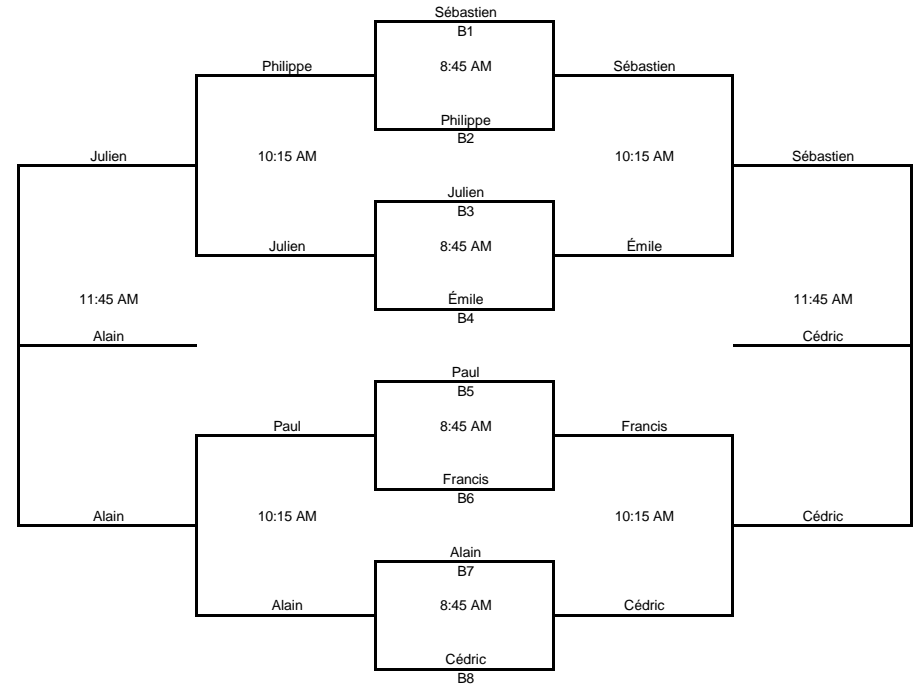 Sébastien
B1
Philippe 8:45 AM Sébastien
Philippe
B2
Julien 10:15 AM 10:15 AM Sébastien
Julien
B3
Julien 8:45 AM Émile
11:45 AM Émile 11:45 AM
B4
Alain Cédric
Paul
B5
Paul 8:45 AM Francis
Francis
B6
Alain 10:15 AM 10:15 AM Cédric
Alain
B7
Alain 8:45 AM Cédric
Cédric
B8